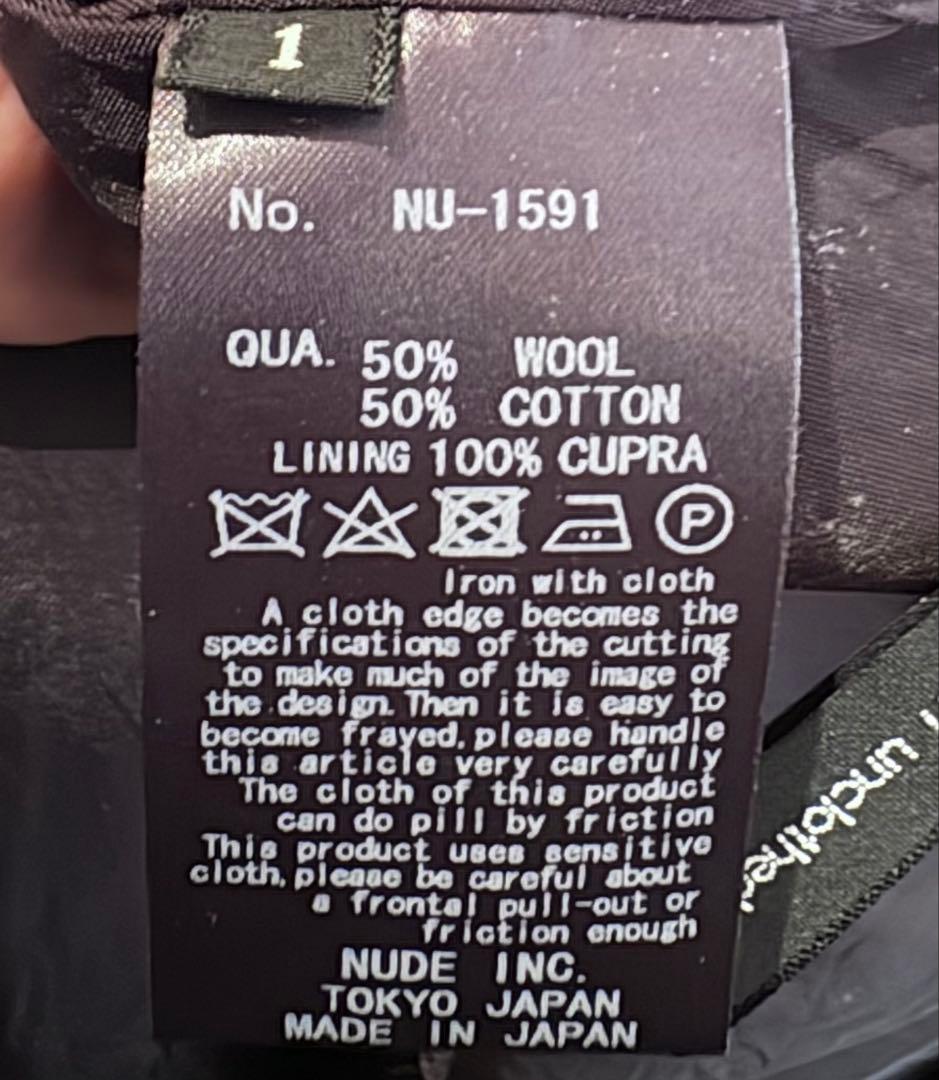 1
No. NU-1591
QUA. 50% WOOL
50% COTTON
LINING 100% CUPRA
P
Iron with cloth
A cloth edge becomes the
specifications of the cutting
to make much of the image of
the design. Then it is easy to
become frayed, please handle
this article very carefully
The cloth of this product
can do pill by friction
This product uses sensitive
cloth, please be careful about
a frontal pull-out or
friction enough
NUDE INC.
TOKYO JAPAN
MADE IN JAPAN
unclothed